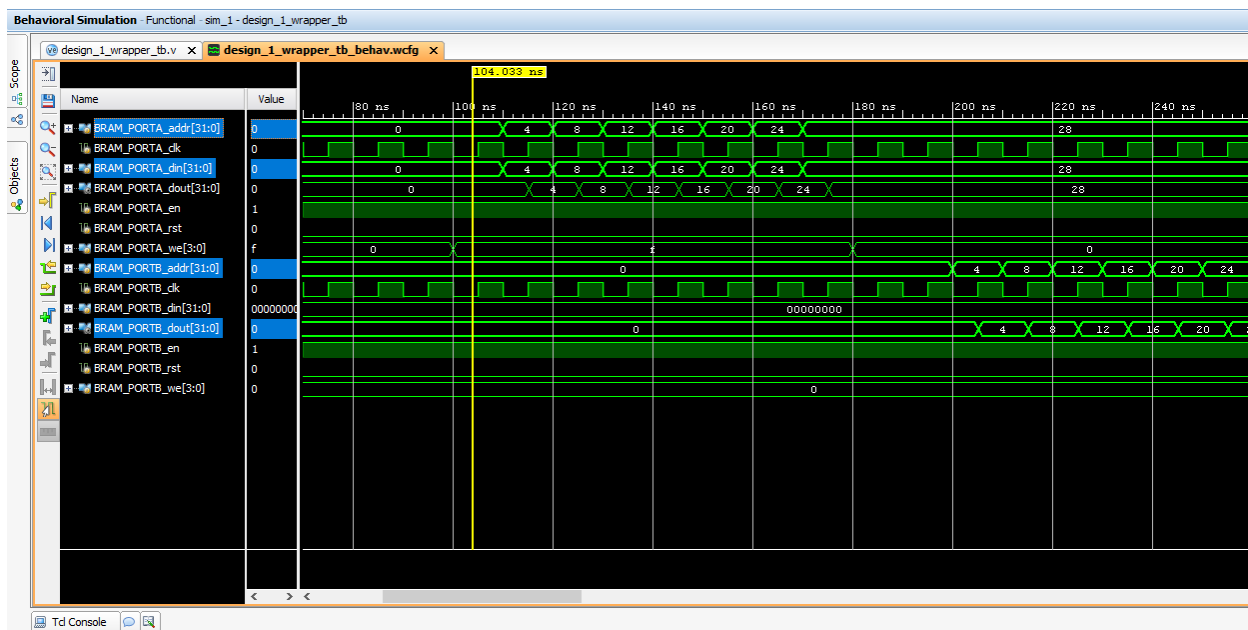 Behavioral Simulation - Functional - sim_1 - design_1_wrapper_tb
design_1_wrapper_tb.v × design_1_wrapper_tb_behav.wcfg ×
Scope
Objects
104.033 ns
Name Value
80 ns 100 ns 120 ns 140 ns 160 ns 180 ns 200 ns 220 ns 240 ns
BRAM_PORTA_addr[31:0] 0 0 4 8 12 16 20 24 28
BRAM_PORTA_clk 0
BRAM_PORTA_din[31:0] 0 0 4 8 12 16 20 24 28
BRAM_PORTA_dout[31:0] 0 0 4 8 12 16 20 24 28
BRAM_PORTA_en 1
BRAM_PORTA_rst 0
BRAM_PORTA_we[3:0] f 0 f 0
BRAM_PORTB_addr[31:0] 0 0 4 8 12 16 20 24
BRAM_PORTB_clk 0
BRAM_PORTB_din[31:0] 00000000 00000000
BRAM_PORTB_dout[31:0] 0 0 4 8 12 16 20
BRAM_PORTB_en 1
BRAM_PORTB_rst 0
BRAM_PORTB_we[3:0] 0 0
Tcl Console